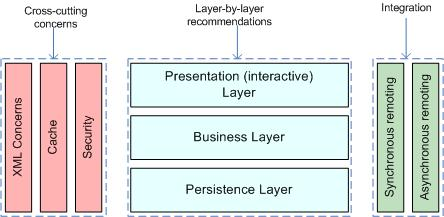 Cross-cutting
concerns
Layer-by-layer
recommendations
Integration
XML Concerns
Cache
Security
Presentation (interactive)
Layer
Business Layer
Persistence Layer
Synchronous remoting
Asynchronous remoting